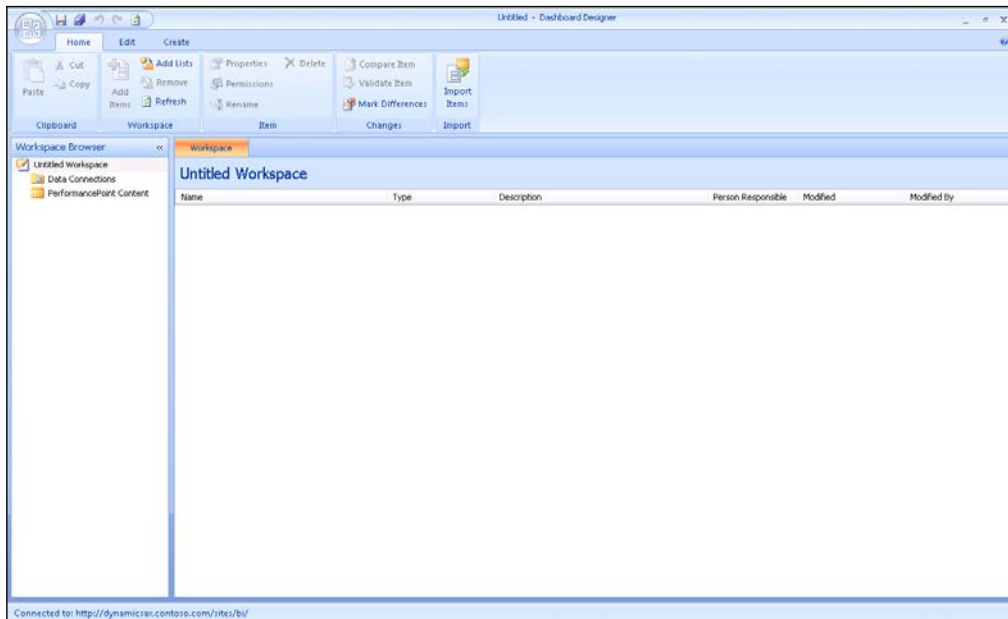 Untitled - Dashboard Designer
Home Edit Create
Paste
Cut
Copy
Clipboard
Add Items
Add Lists
Remove
Refresh
Workspace
Properties
Delete
Permissions
Rename
Item
Compare Item
Validate Item
Mark Differences
Changes
Import Items
Import
Workspace Browser «
Untitled Workspace
Data Connections
PerformancePoint Content
Workspace
Untitled Workspace
Name Type Description Person Responsible Modified Modified By
Connected to: http://dynamicsax.contoso.com/sites/bi/